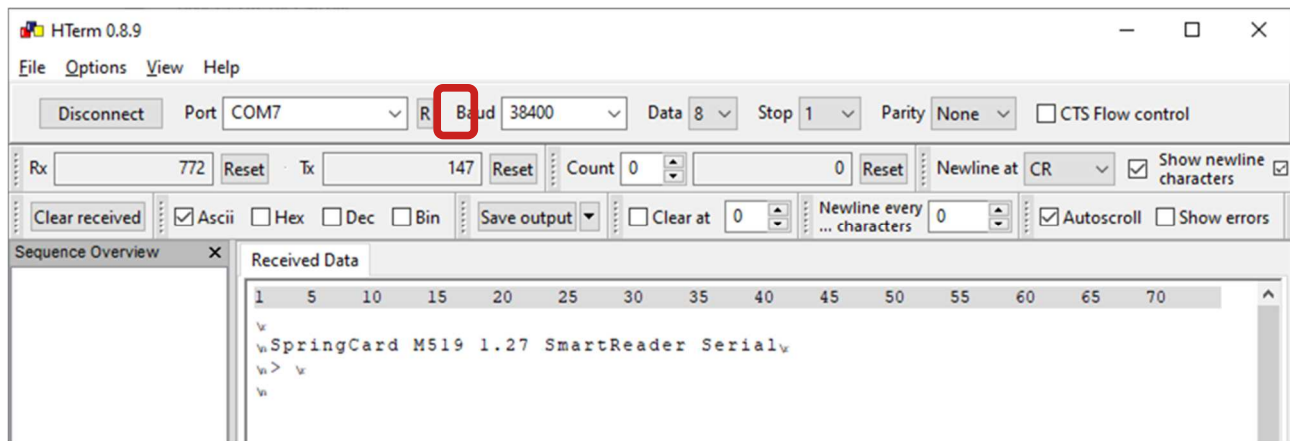 HTerm 0.8.9
File Options View Help
Disconnect Port COM7 R Baud 38400 Data 8 Stop 1 Parity None CTS Flow control
Rx 772 Reset Tx 147 Reset Count 0 0 Reset Newline at CR Show newline
characters
Clear received Ascii Hex Dec Bin Save output Clear at 0 Newline every
... characters 0 Autoscroll Show errors
Sequence Overview X Received Data
1 5 10 15 20 25 30 35 40 45 50 55 60 65 70
\r
\nSpringCard M519 1.27 SmartReader Serial\r
\n> \r
\n